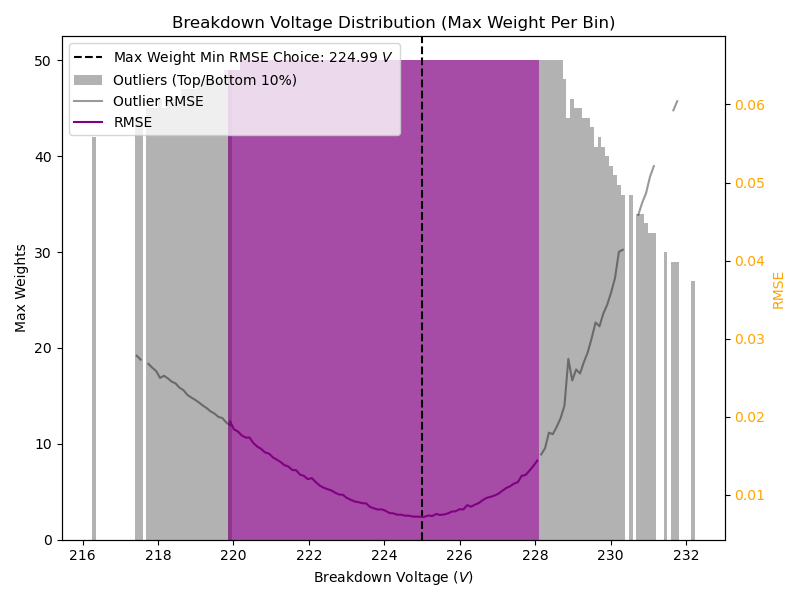 Breakdown Voltage Distribution (Max Weight Per Bin)
Max Weight Min RMSE Choice: 224.99 V
Outliers (Top/Bottom 10%)
Outlier RMSE
RMSE
50
40
30
20
10
0
Max Weights
0.06
0.05
0.04
0.03
0.02
0.01
RMSE
216 218 220 222 224 226 228 230 232
Breakdown Voltage (V)